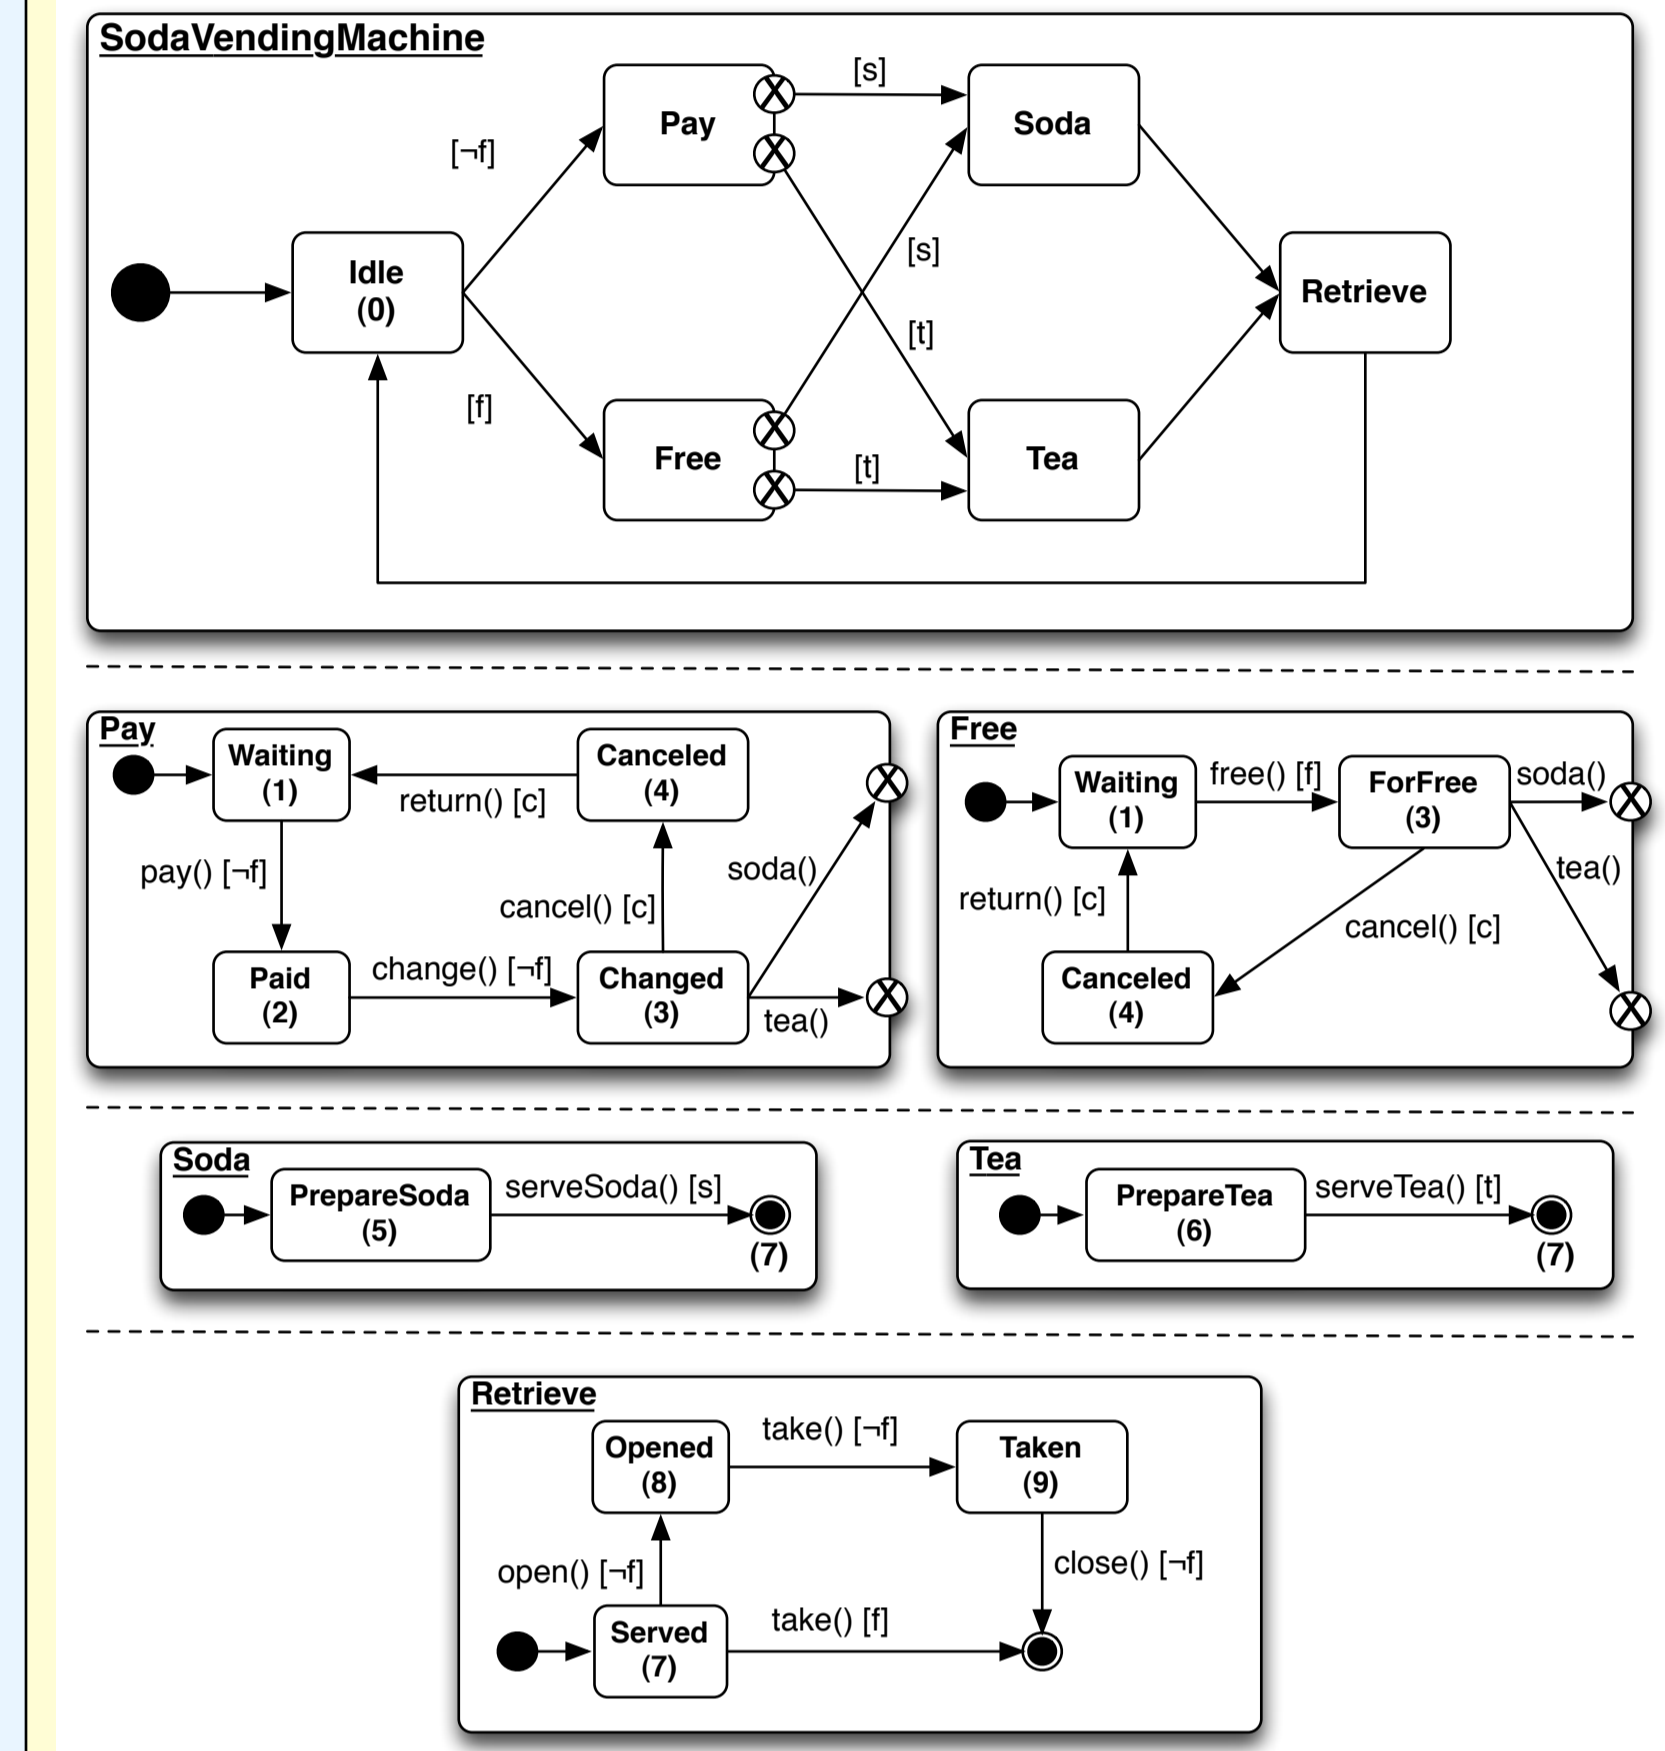 SodaVendingMachine
[s]
Pay
Soda
[¬f]
[s]
Idle
(0)
Retrieve
[t]
[f]
Free
[t]
Tea
Pay
Waiting
(1)
Canceled
(4)
return() [c]
pay() [¬f]
soda()
cancel() [c]
Paid
(2)
change() [¬f]
Changed
(3)
tea()
Free
Waiting
(1)
free() [f]
ForFree
(3)
soda()
tea()
return() [c]
cancel() [c]
Canceled
(4)
Soda
PrepareSoda
(5)
serveSoda() [s]
(7)
Tea
PrepareTea
(6)
serveTea() [t]
(7)
Retrieve
Opened
(8)
take() [¬f]
Taken
(9)
open() [¬f]
close() [¬f]
Served
(7)
take() [f]